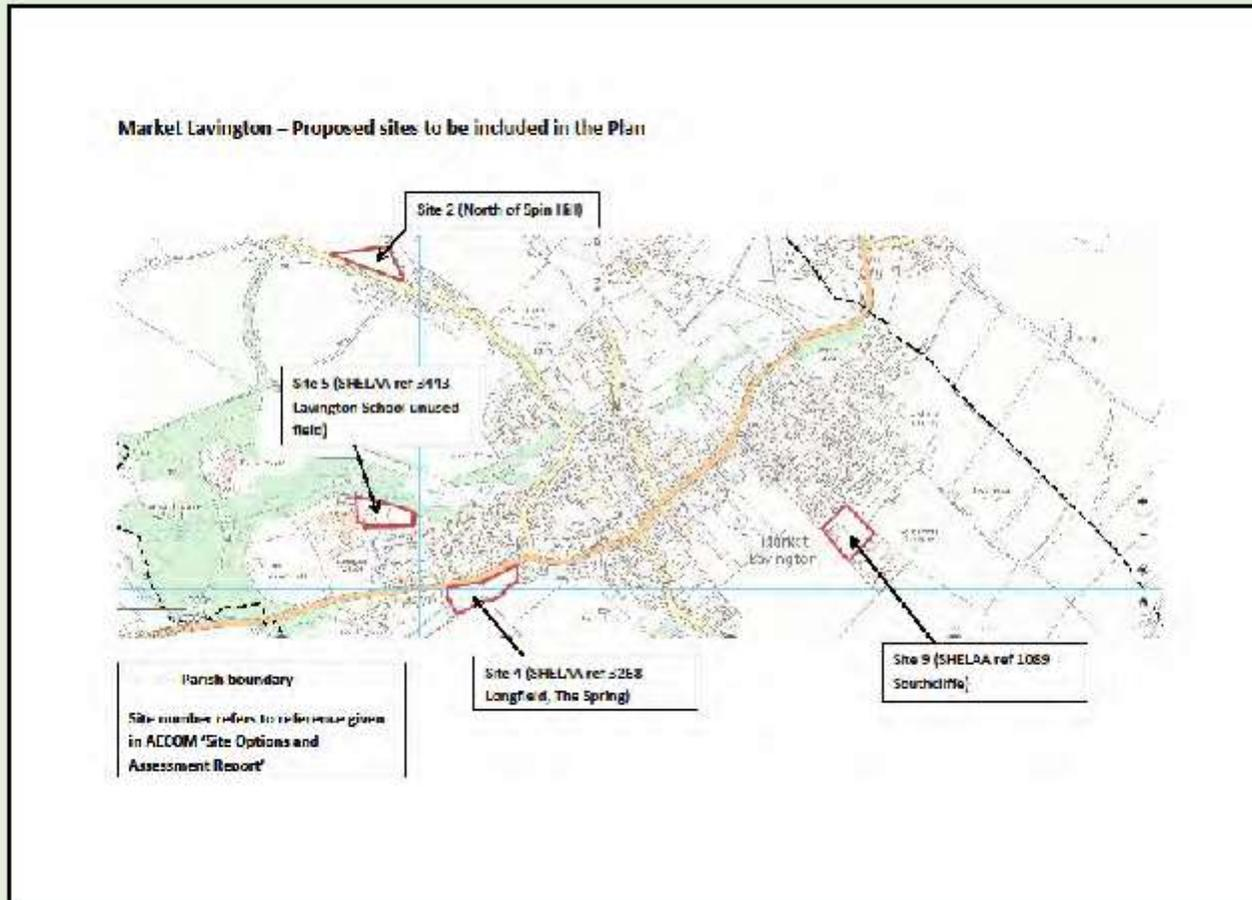 Market Lavington – Proposed sites to be included in the Plan
Site 2 (North of Spin Hill)
Site 5 (SHELAA ref 3443
Lavington School unused
field)
Market
Lavington
Site 4 (SHELAA ref 3268
Longfield, The Spring)
Site 9 (SHELAA ref 1089
Southcliffe)
Parish boundary
Site number refers to reference given
in AECOM ‘Site Options and
Assessment Report’